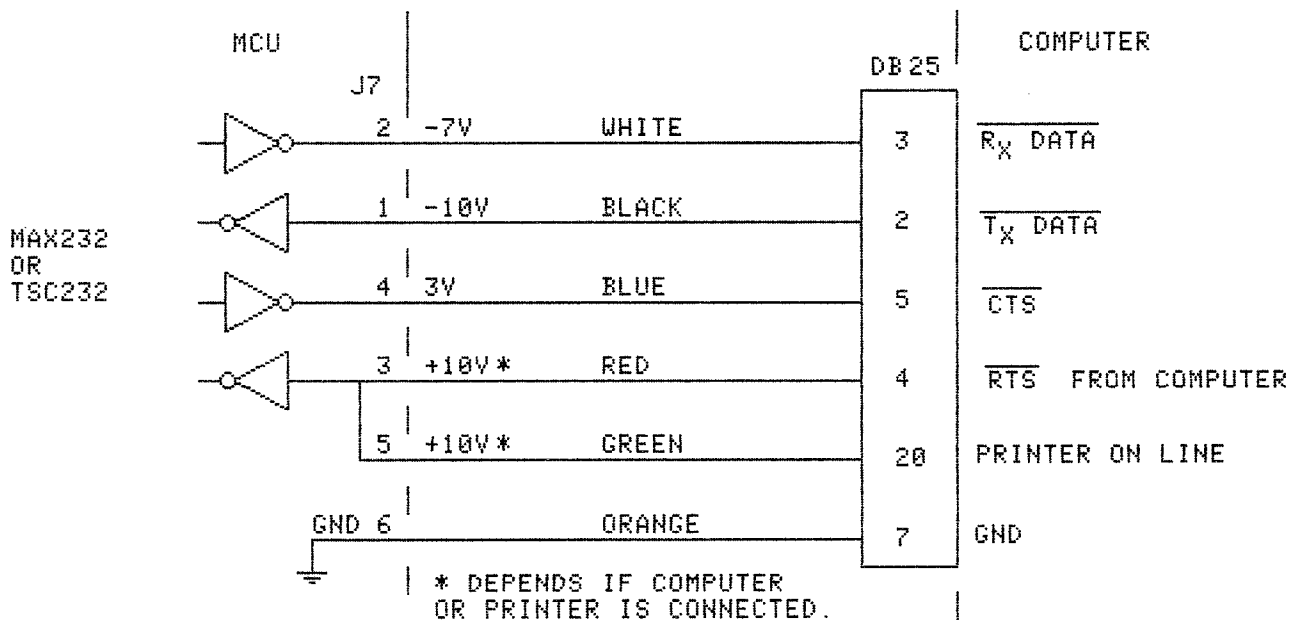 MCU
COMPUTER
DB25
J7
2 -7V WHITE 3 RX DATA
1 -10V BLACK 2 TX DATA
MAX232
OR
TSC232
4 3V BLUE 5 CTS
3 +10V* RED 4 RTS FROM COMPUTER
5 +10V* GREEN 20 PRINTER ON LINE
GND 6 ORANGE 7 GND
* DEPENDS IF COMPUTER
OR PRINTER IS CONNECTED.